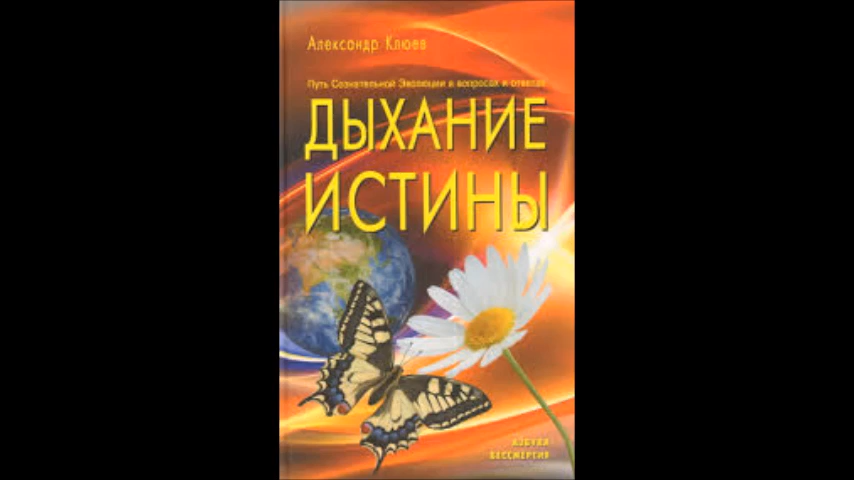 Александр Клюев
Путь Сознательной Эволюции в вопросах и ответах
ДЫХАНИЕ
ИСТИНЫ
АЗБУКА
БЕССМЕРТИЯ